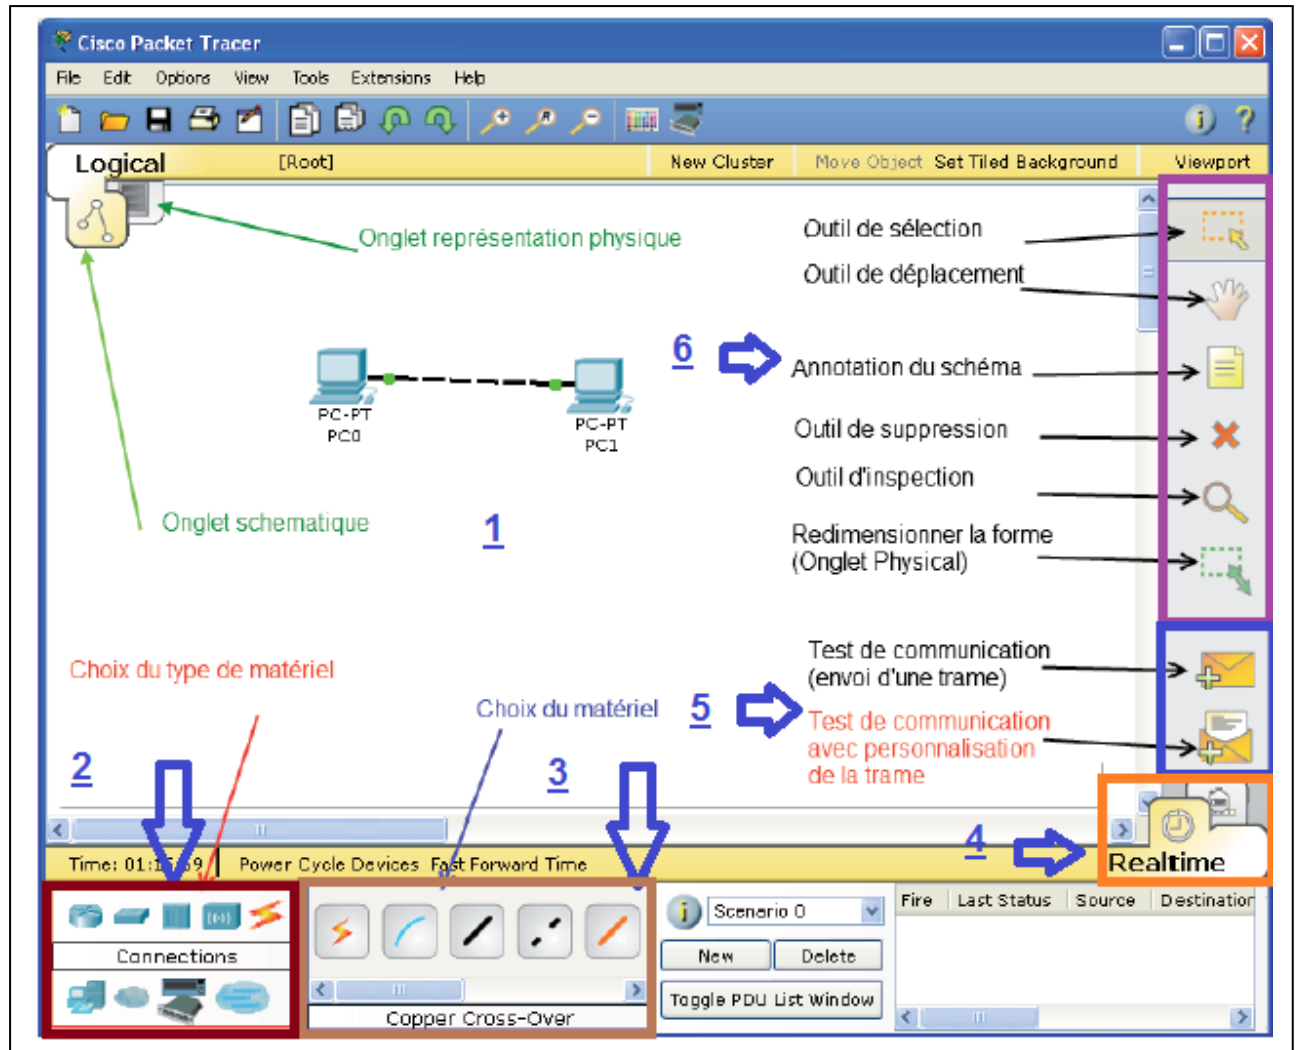 Cisco Packet Tracer
File Edit Options View Tools Extensions Help
Logical [Root] New Cluster Move Object Set Tiled Background Viewport
Onglet représentation physique
Outil de sélection
Outil de déplacement
6
Annotation du schéma
PC-PT
PC0
PC-PT
PC1
Outil de suppression
Outil d'inspection
Onglet schematique
1
Redimensionner la forme
(Onglet Physical)
Test de communication
(envoi d'une trame)
Choix du type de matériel
Choix du matériel
5
Test de communication
avec personnalisation
de la trame
2
3
4
Time: 01: Power Cycle Devices Fast Forward Time
Realtime
Connections
Copper Cross-Over
Scenario 0
New Delete
Toggle PDU List Window
Fire Last Status Source Destination